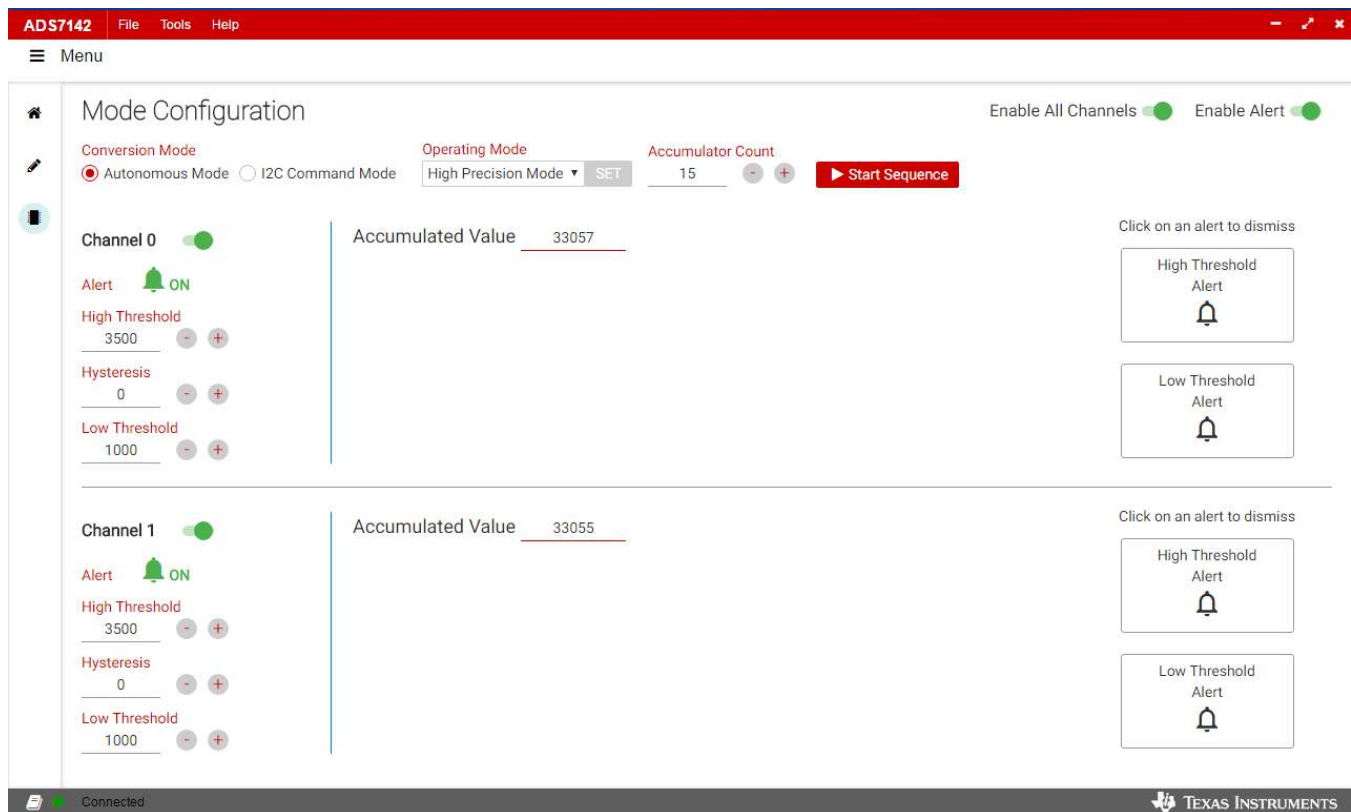 ADS7142 File Tools Help
Menu
Mode Configuration
Enable All Channels Enable Alert
Conversion Mode
Autonomous Mode I2C Command Mode
Operating Mode
High Precision Mode SET
Accumulator Count
15 - +
Start Sequence
Channel 0
Alert ON
High Threshold
3500 - +
Hysteresis
0 - +
Low Threshold
1000 - +
Accumulated Value 33057
Click on an alert to dismiss
High Threshold
Alert
Low Threshold
Alert
Channel 1
Alert ON
High Threshold
3500 - +
Hysteresis
0 - +
Low Threshold
1000 - +
Accumulated Value 33055
Click on an alert to dismiss
High Threshold
Alert
Low Threshold
Alert
Connected
TEXAS INSTRUMENTS